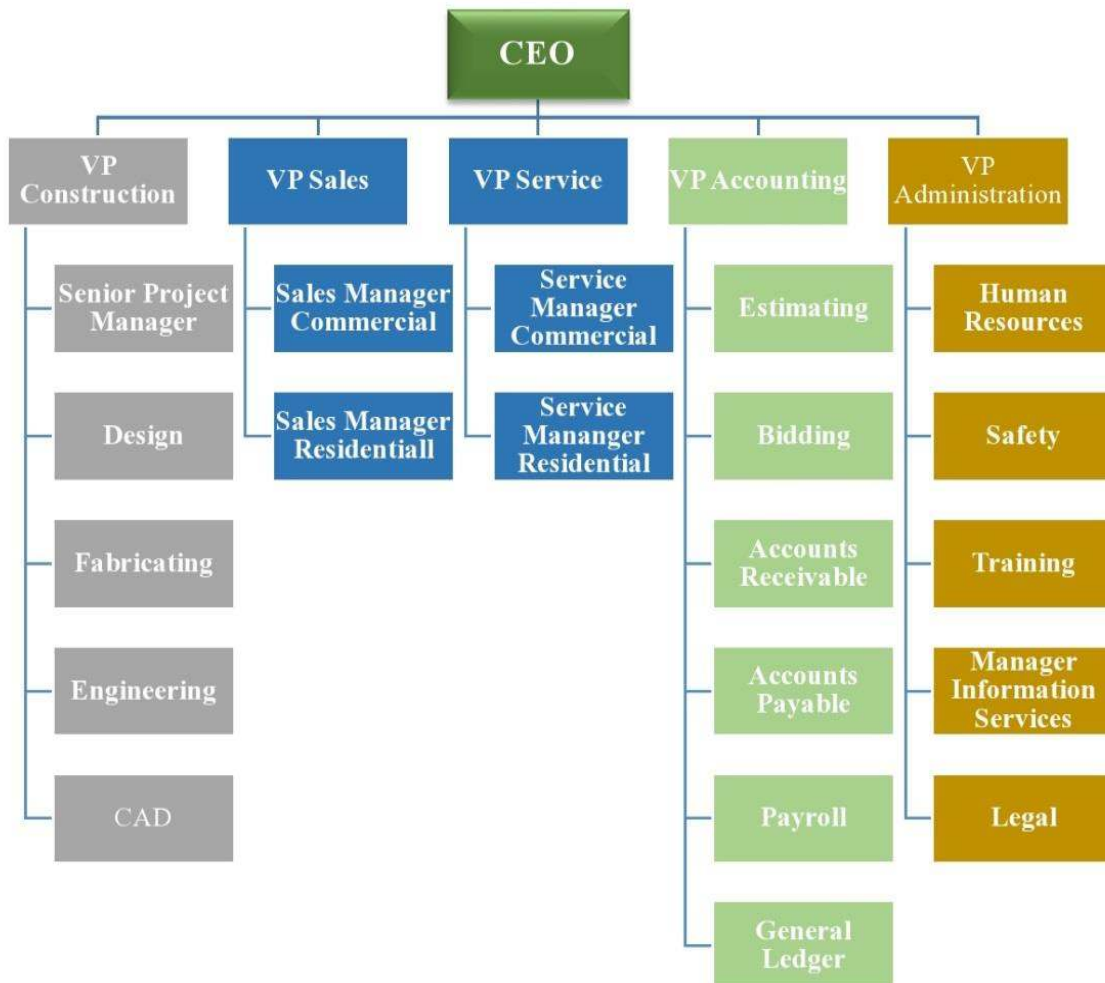 CEO
VP
Construction
VP Sales
VP Service
VP Accounting
VP
Administration
Senior Project
Manager
Design
Fabricating
Engineering
CAD
Sales Manager
Commercial
Sales Manager
Residentiall
Service
Manager
Commercial
Service
Mananger
Residential
Estimating
Bidding
Accounts
Receivable
Accounts
Payable
Payroll
General
Ledger
Human
Resources
Safety
Training
Manager
Information
Services
Legal